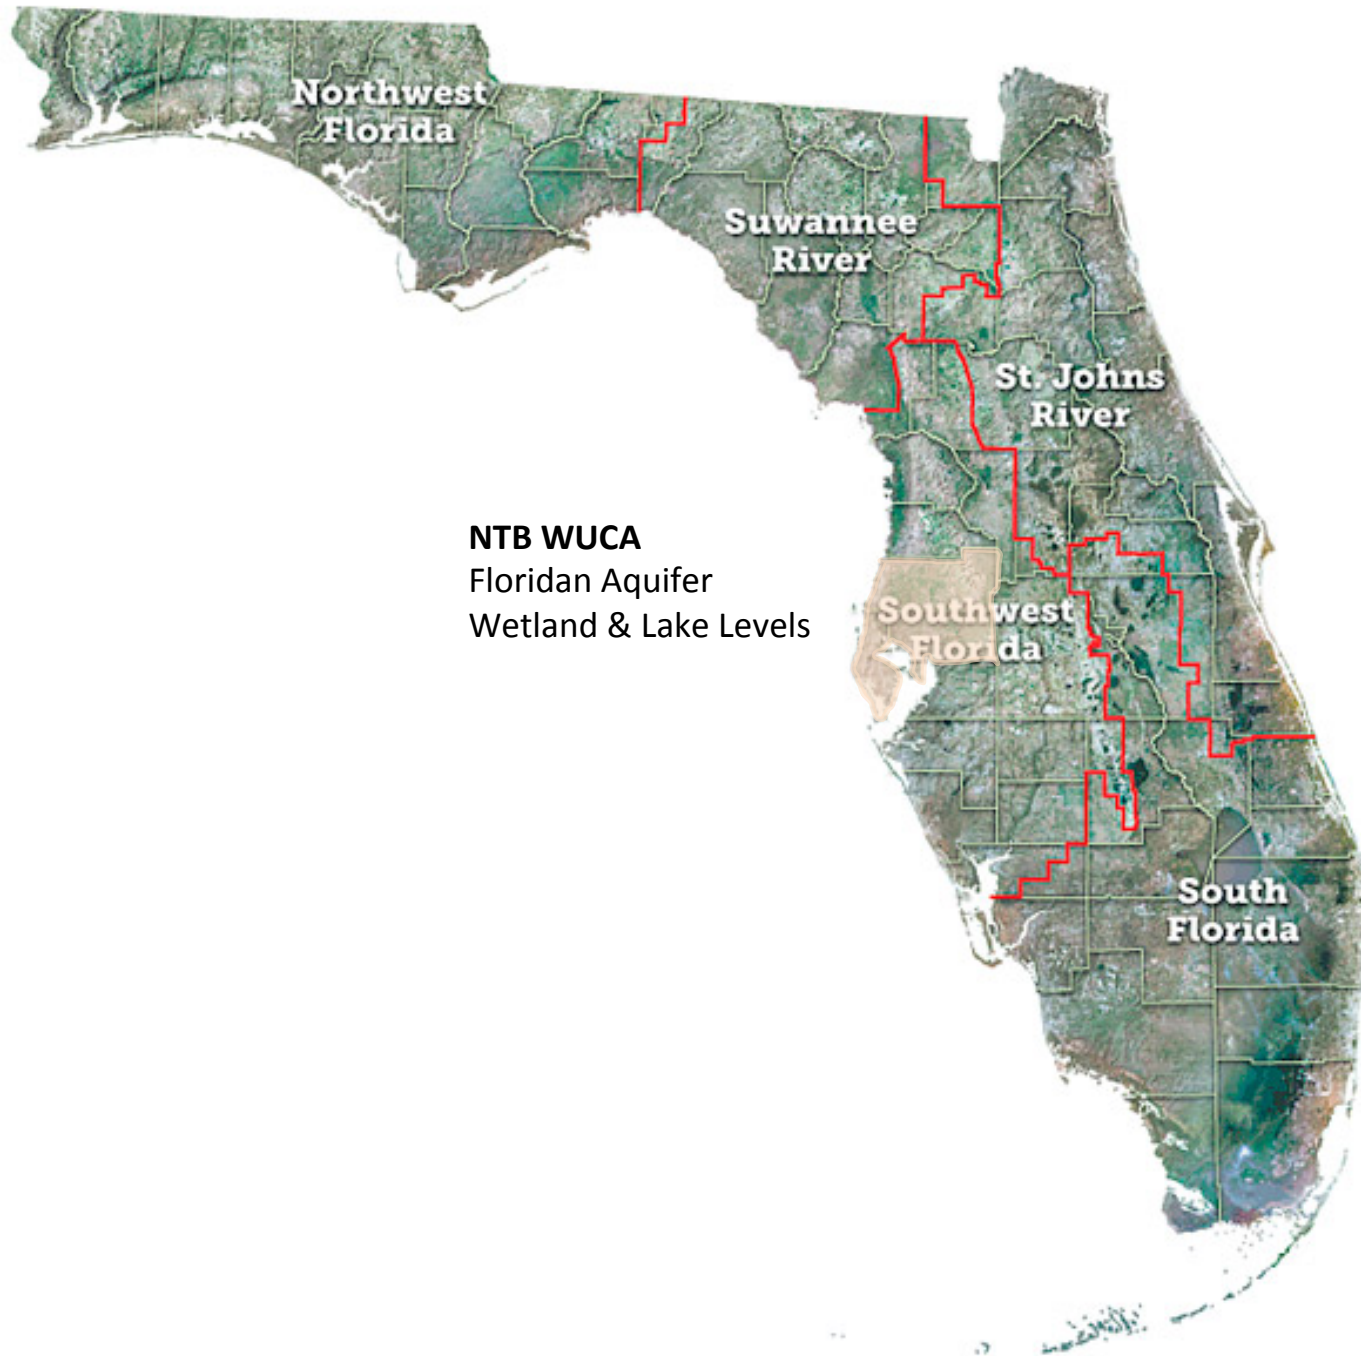 Northwest
Florida
Suwannee
River
St. Johns
River
NTB WUCA
Floridan Aquifer
Wetland & Lake Levels
Southwest
Florida
South
Florida